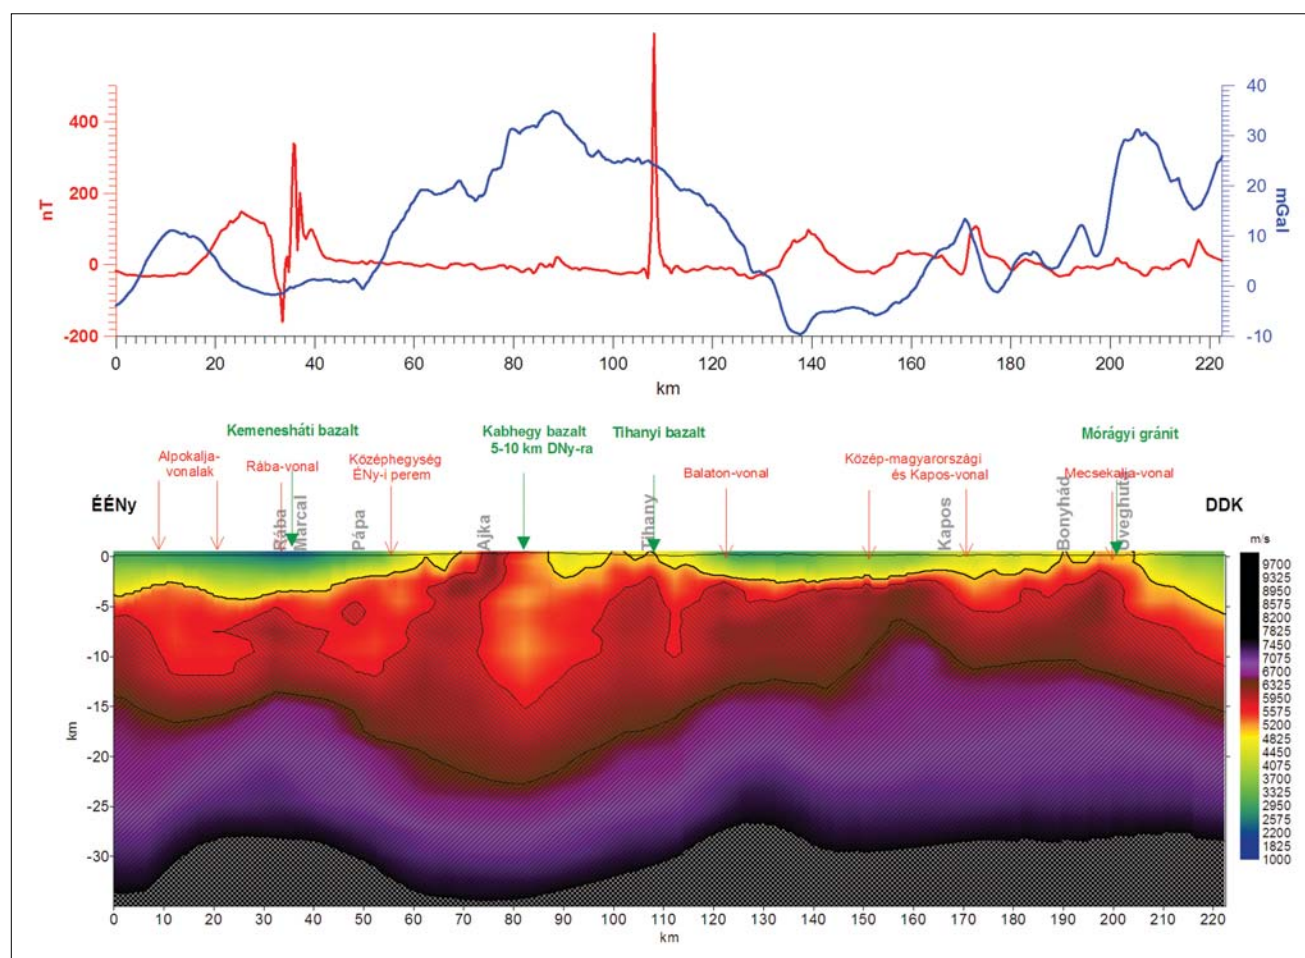 40
400
30
200
20
nT
mGal
10
0
0
-200
-10
0 20 40 60 80 100 120 140 160 180 200 220
km
Kemenesháti bazalt
Kabhegy bazalt
5-10 km DNy-ra
Tihanyi bazalt
Mórágyi gránit
Alpokalja-
vonalak
Rába-vonal
Középhegység
ÉNy-i perem
Balaton-vonal
Közép-magyarországi
és Kapos-vonal
Mecsekalja-vonal
ÉÉNy
DDK
Rába
Marcal
Pápa
Ajka
Tihany
Kapos
Bonyhád
Üveghuta
m/s
0
-5
-10
-15
-20
-25
-30
km
9700
9325
8950
8575
8200
7825
7450
7075
6700
6325
5950
5575
5200
4825
4450
4075
3700
3325
2950
2575
2200
1825
1000
0 10 20 30 40 50 60 70 80 90 100 110 120 130 140 150 160 170 180 190 200 210 220
km